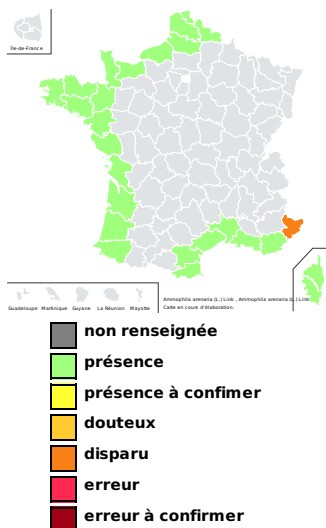 Île-de-France
Guadeloupe Martinique Guyane La Réunion Mayotte
Ammophila arenaria (L.) Link , Ammophila arenaria (L.) Link
Carte en cours d'élaboration.
non renseignée
présence
présence à confimer
douteux
disparu
erreur
erreur à confirmer